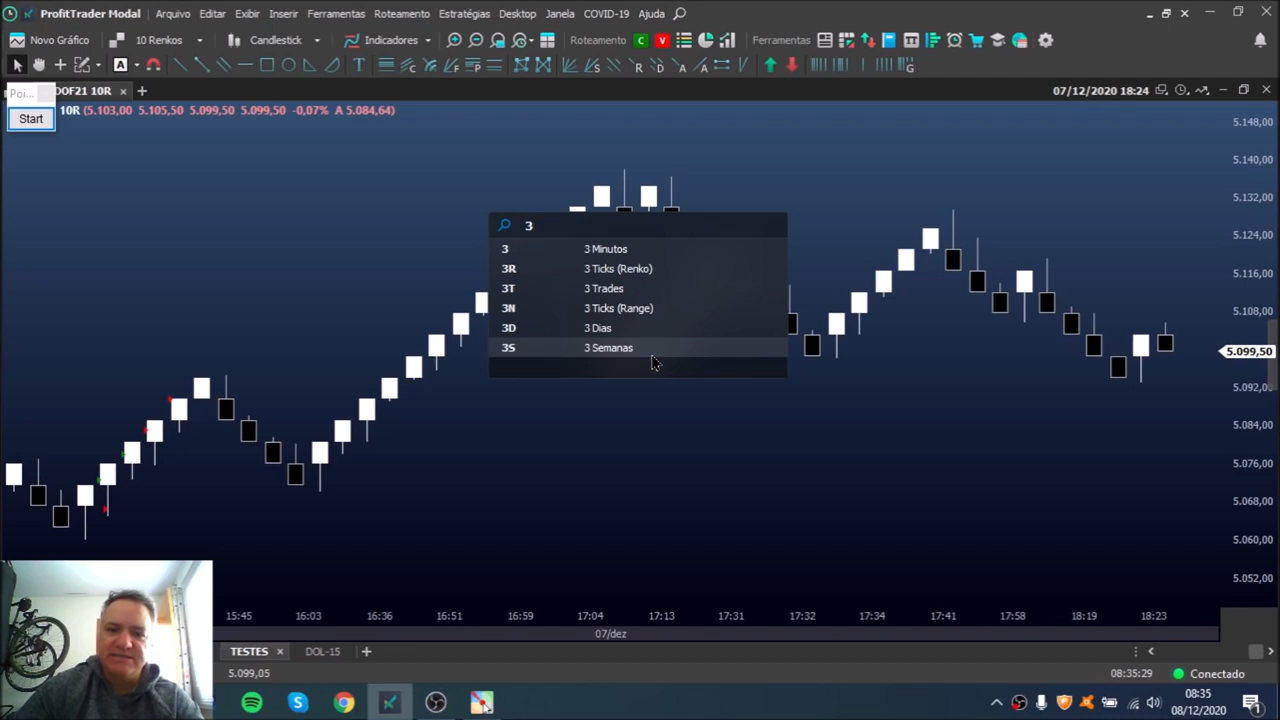 ProfitTrader Modal Arquivo Editar Exibir Inserir Ferramentas Roteamento Estratégias Desktop Janela COVID-19 Ajuda
Novo Gráfico 10 Renkos Candlestick Indicadores Roteamento C V Ferramentas
Poi... DOF21 10R 07/12/2020 18:24
Start 10R (5.103,00 5.105,50 5.099,50 5.099,50 -0,07% A 5.084,64)
5.148,00
5.140,00
5.132,00
5.124,00
5.116,00
5.108,00
5.099,50
5.092,00
5.084,00
5.076,00
5.068,00
5.060,00
5.052,00
3
3 3 Minutos
3R 3 Ticks (Renko)
3T 3 Trades
3N 3 Ticks (Range)
3D 3 Dias
3S 3 Semanas
15:45 16:03 16:36 16:51 16:59 17:04 17:13 17:31 17:32 17:34 17:41 17:58 18:19 18:23
07/dez
TESTES DOL-15
5.099,05 08:35:29 Conectado
08:35
08/12/2020
1